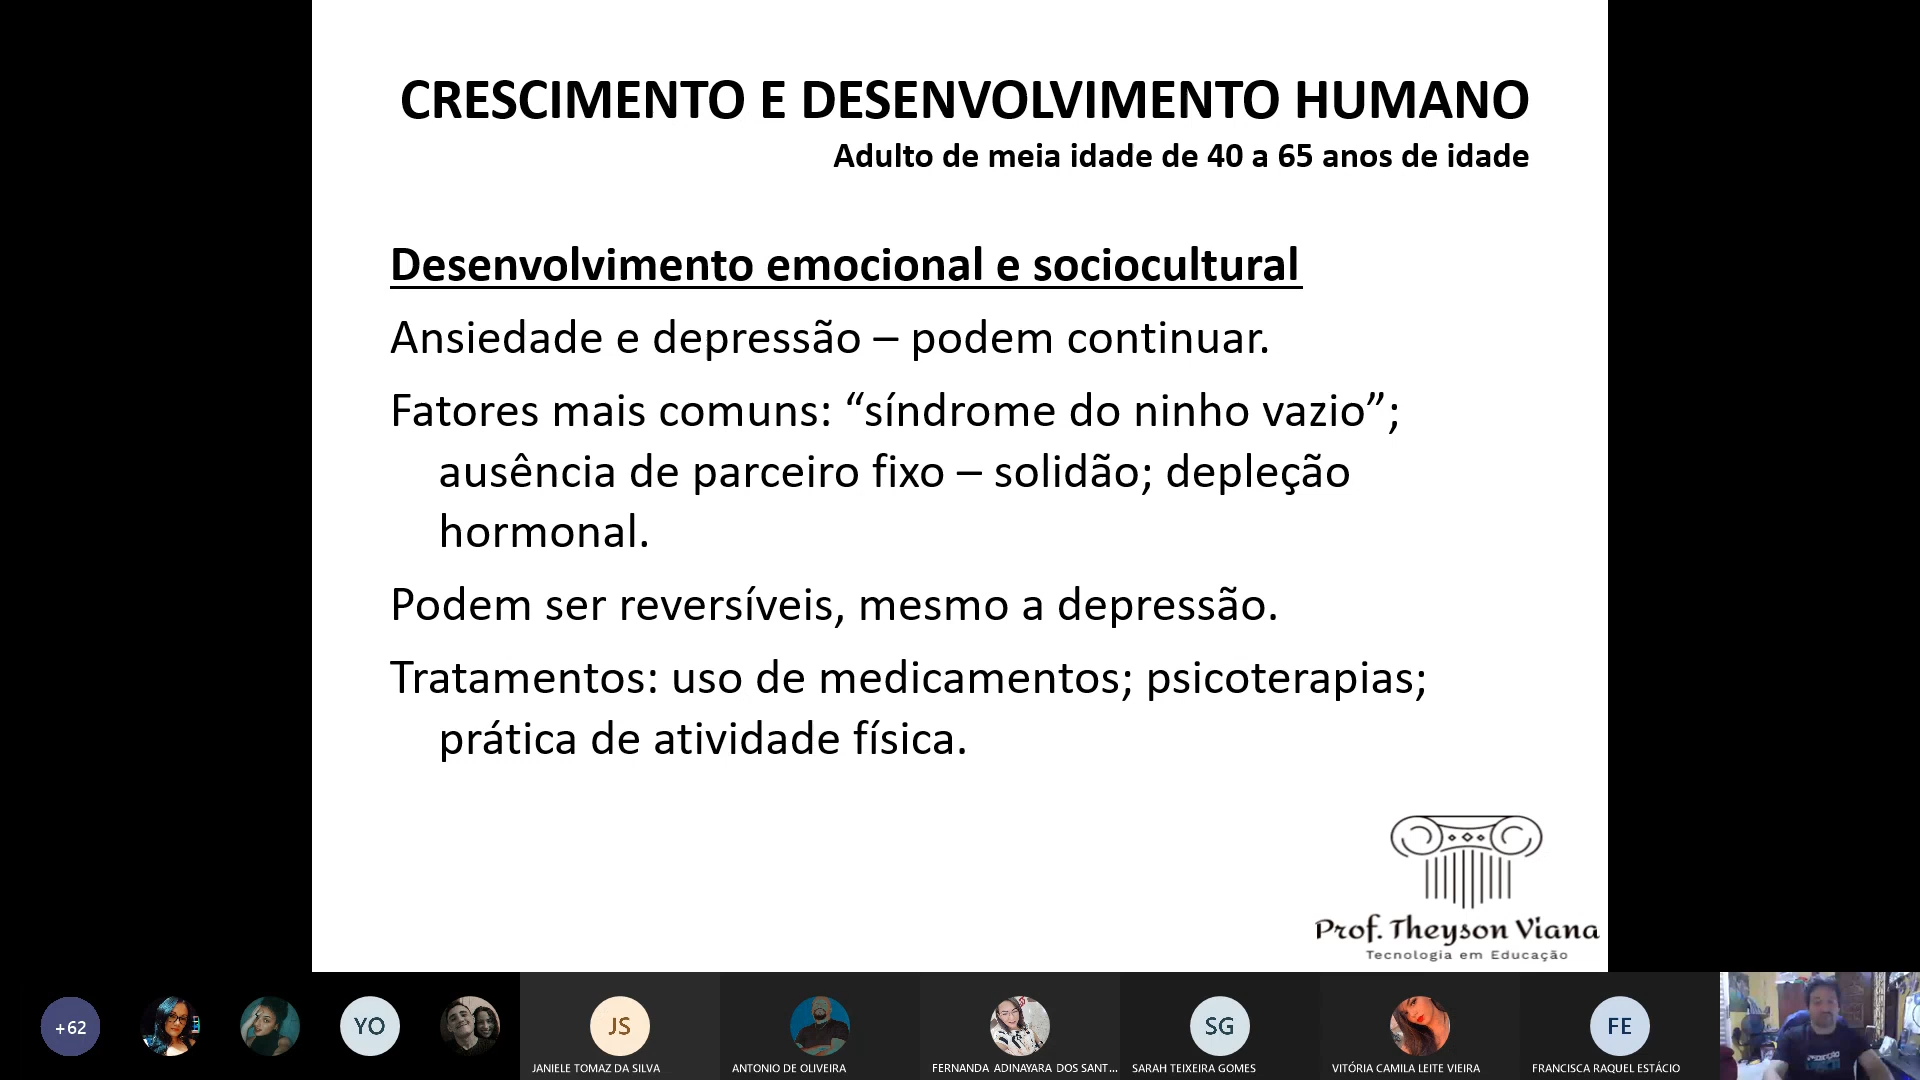 CRESCIMENTO E DESENVOLVIMENTO HUMANO
Adulto de meia idade de 40 a 65 anos de idade
Desenvolvimento emocional e sociocultural
Ansiedade e depressão – podem continuar.
Fatores mais comuns: “síndrome do ninho vazio”;
ausência de parceiro fixo – solidão; depleção
hormonal.
Podem ser reversíveis, mesmo a depressão.
Tratamentos: uso de medicamentos; psicoterapias;
prática de atividade física.
Prof. Theyson Viana
Tecnologia em Educação
+62
YO
JS
JANIELE TOMAZ DA SILVA
ANTONIO DE OLIVEIRA
FERNANDA ADINAYARA DOS SANT...
SG
SARAH TEIXEIRA GOMES
VITÓRIA CAMILA LEITE VIEIRA
FE
FRANCISCA RAQUEL ESTÁCIO